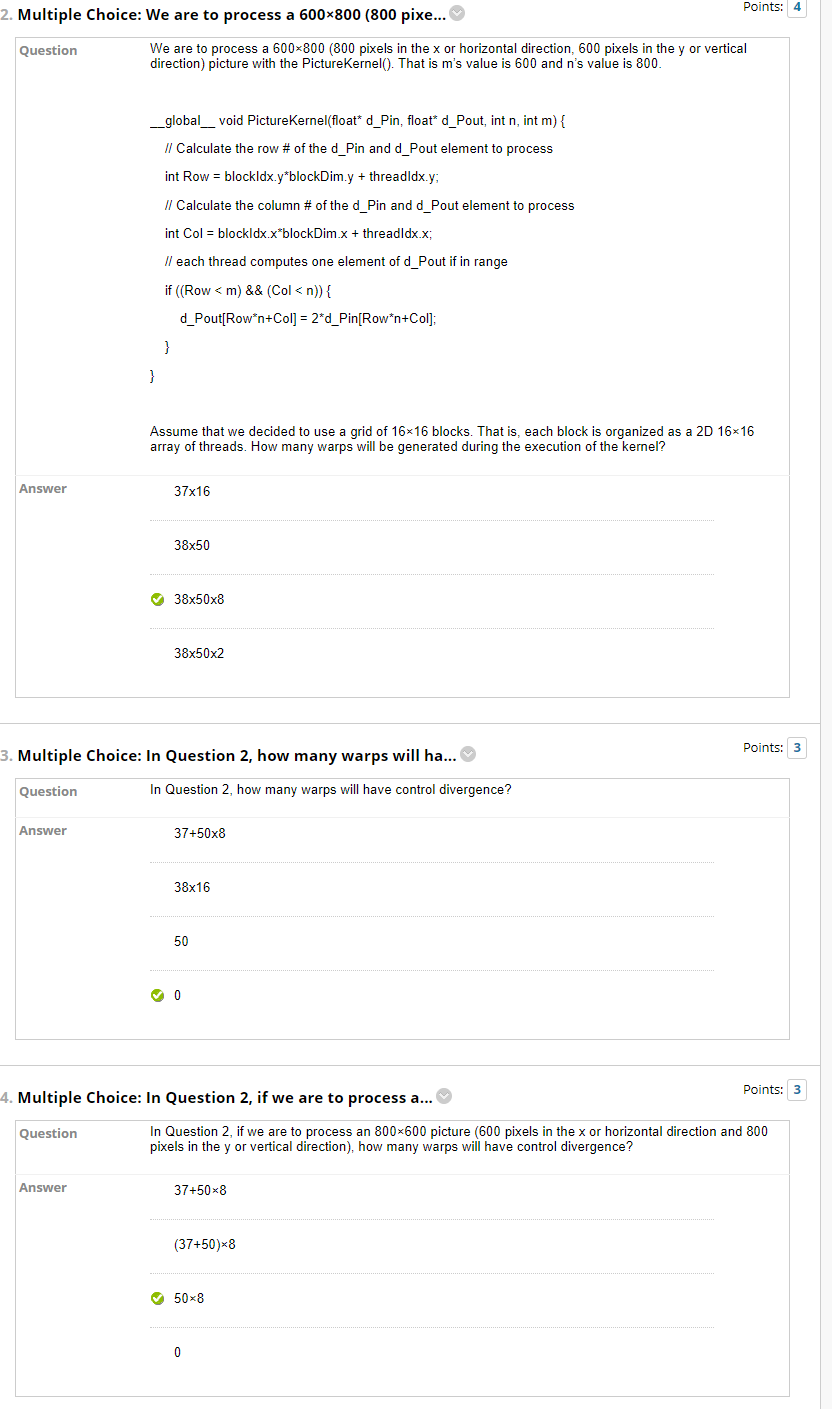 2. Multiple Choice: We are to process a 600×800 (800 pixe...
Points: 4
Question
We are to process a 600×800 (800 pixels in the x or horizontal direction, 600 pixels in the y or vertical
direction) picture with the PictureKernel(). That is m's value is 600 and n's value is 800.
__global__ void PictureKernel(float* d_Pin, float* d_Pout, int n, int m) {
// Calculate the row # of the d_Pin and d_Pout element to process
int Row = blockIdx.y*blockDim.y + threadIdx.y;
// Calculate the column # of the d_Pin and d_Pout element to process
int Col = blockIdx.x*blockDim.x + threadIdx.x;
// each thread computes one element of d_Pout if in range
if ((Row < m) && (Col < n)) {
d_Pout[Row*n+Col] = 2*d_Pin[Row*n+Col];
}
}
Assume that we decided to use a grid of 16×16 blocks. That is, each block is organized as a 2D 16×16
array of threads. How many warps will be generated during the execution of the kernel?
Answer
37x16
38x50
38x50x8
38x50x2
3. Multiple Choice: In Question 2, how many warps will ha...
Points: 3
Question
In Question 2, how many warps will have control divergence?
Answer
37+50x8
38x16
50
0
4. Multiple Choice: In Question 2, if we are to process a...
Points: 3
Question
In Question 2, if we are to process an 800×600 picture (600 pixels in the x or horizontal direction and 800
pixels in the y or vertical direction), how many warps will have control divergence?
Answer
37+50×8
(37+50)×8
50×8
0